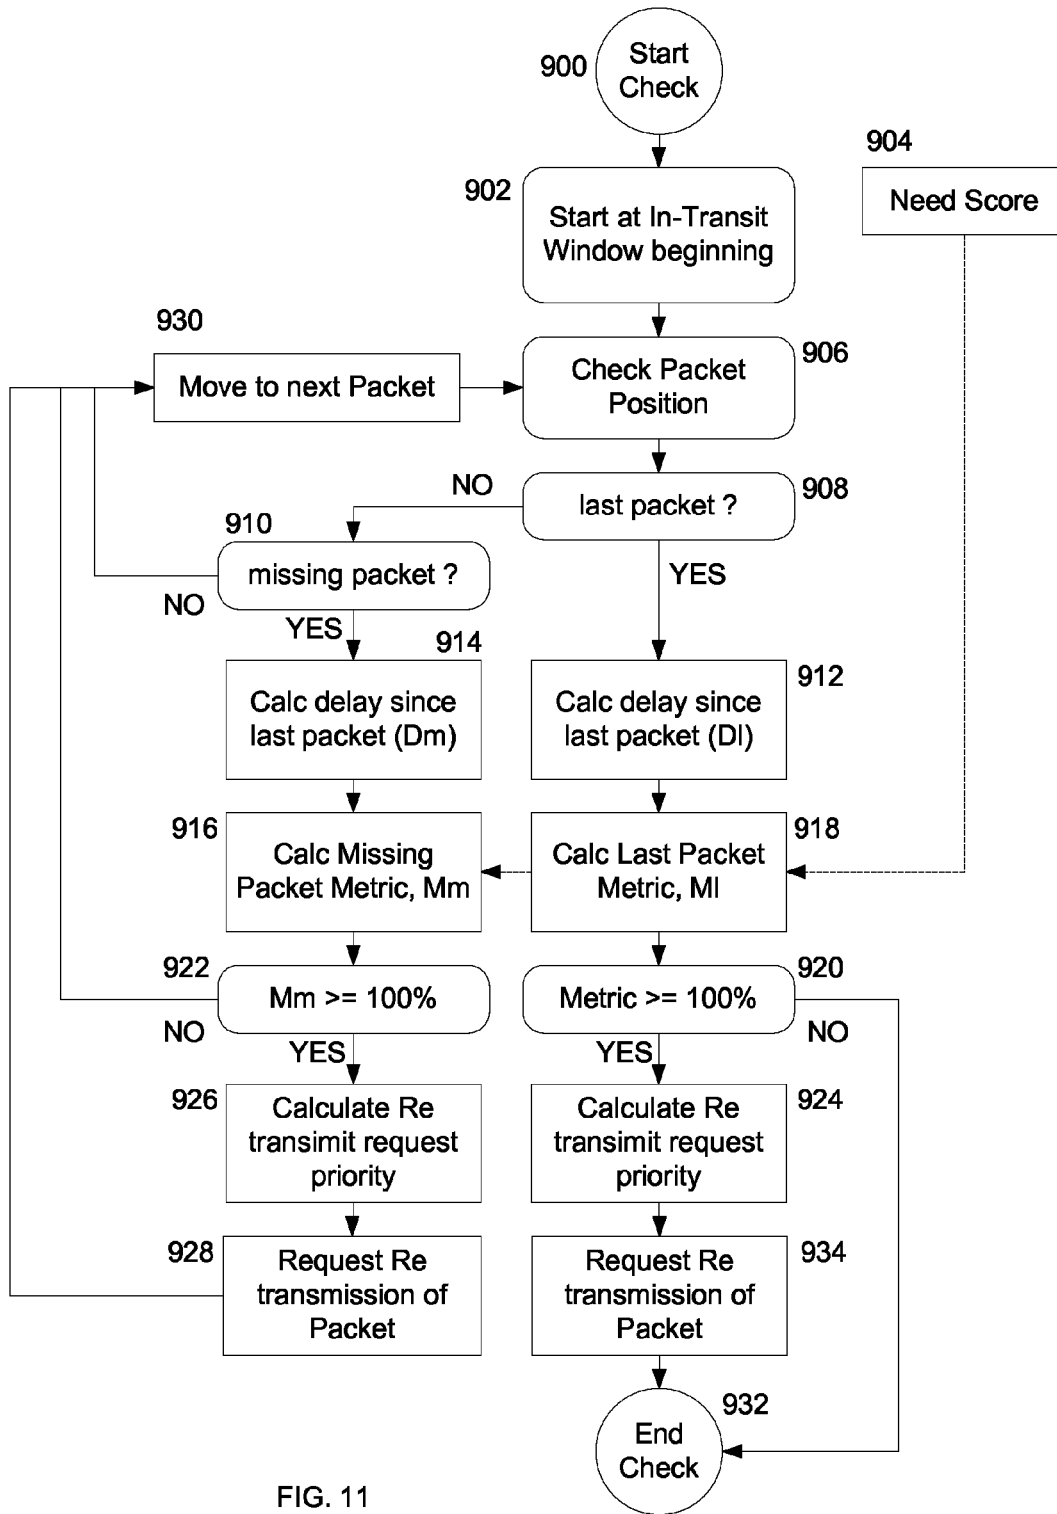 900
Start
Check
904
Need Score
902
Start at In-Transit
Window beginning
930
Move to next Packet
906
Check Packet
Position
NO
last packet ?
908
910
missing packet ?
NO
YES
YES
914
Calc delay since
last packet (Dm)
912
Calc delay since
last packet (Dl)
916
Calc Missing
Packet Metric, Mm
918
Calc Last Packet
Metric, Ml
922
Mm >= 100%
NO
YES
920
Metric >= 100%
YES
NO
926
Calculate Re
transimit request
priority
924
Calculate Re
transimit request
priority
928
Request Re
transmission of
Packet
934
Request Re
transmission of
Packet
932
End
Check
FIG. 11